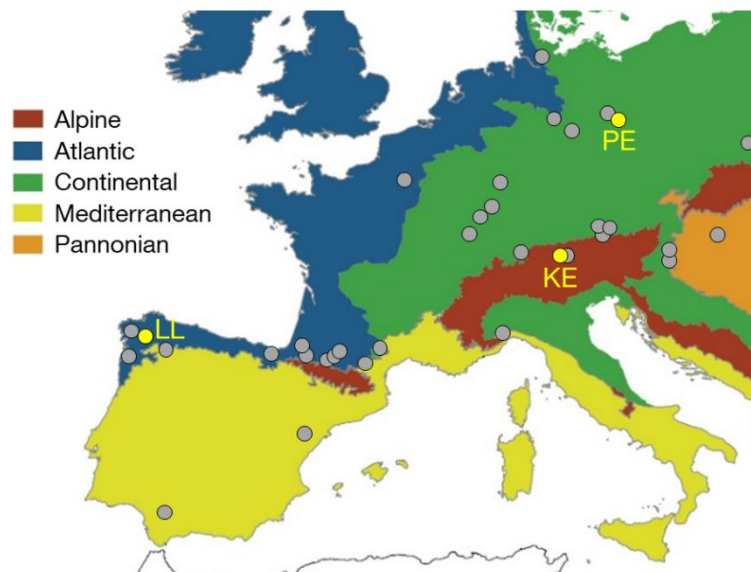 Alpine
Atlantic
Continental
Mediterranean
Pannonian
PE
KE
LL